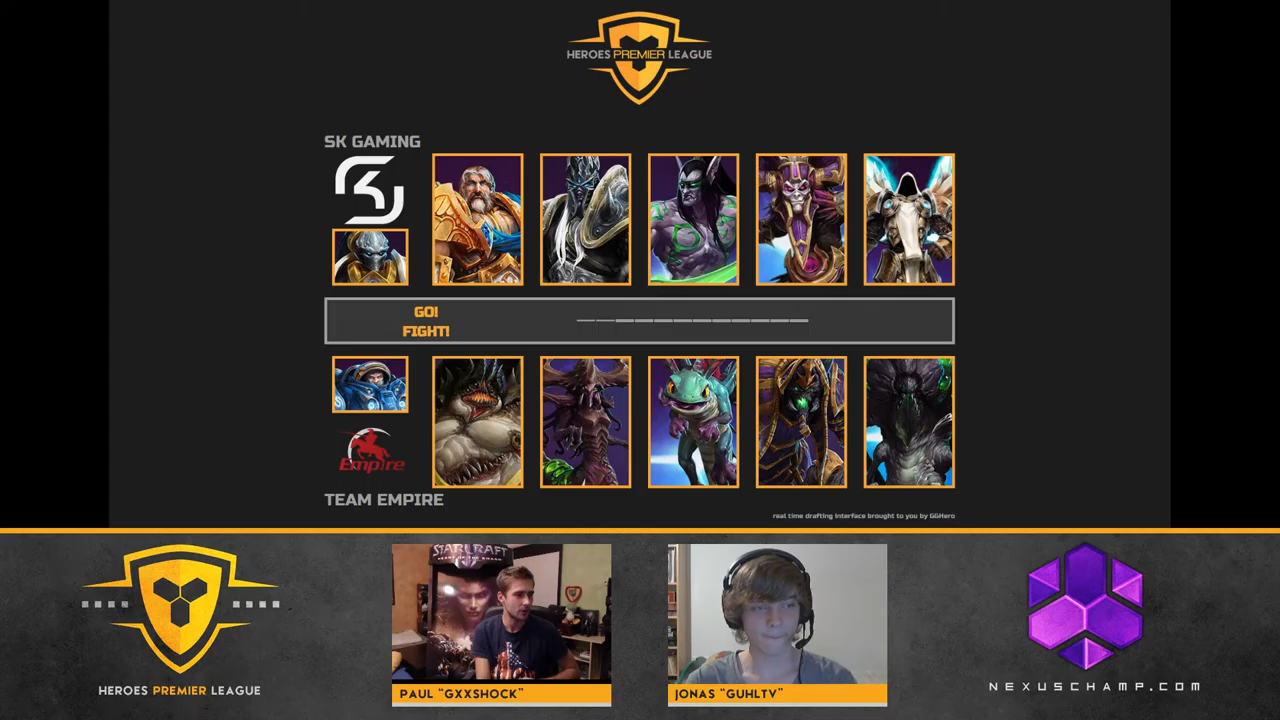 HEROES PREMIER LEAGUE
SK GAMING
GO!
FIGHT!
Empire
TEAM EMPIRE
real time drafting interface brought to you by GGHero
STARCRAFT
HEROES PREMIER LEAGUE
PAUL "GXXSHOCK"
JONAS "GUHLTV"
NEXUSCHAMP.COM